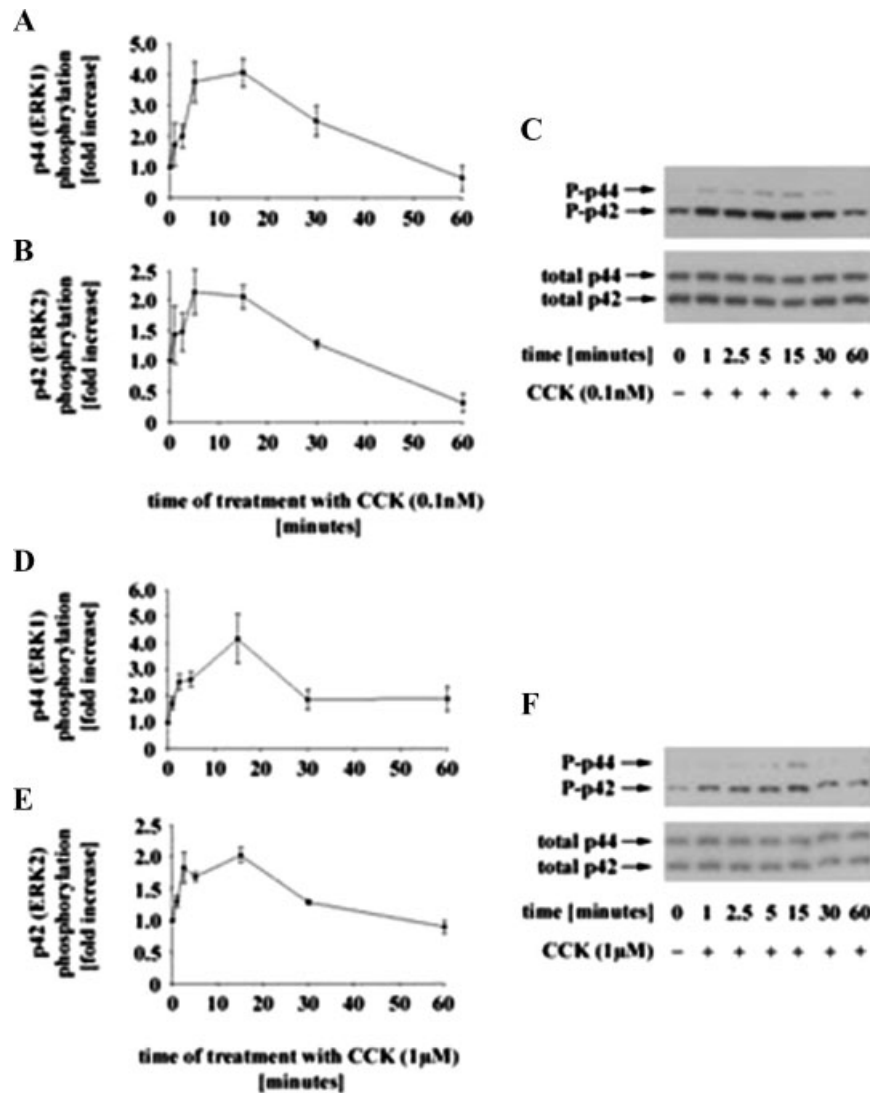 A
p44 (ERK1)
phosphrylation
[fold increase]
5.0
4.0
3.0
2.0
1.0
0
0 10 20 30 40 50 60
B
p42 (ERK2)
phosphrylation
[fold increase]
2.5
2.0
1.5
1.0
0.5
0
0 10 20 30 40 50 60
time of treatment with CCK (0.1nM)
[minutes]
C
P-p44
P-p42
total p44
total p42
time [minutes] 0 1 2.5 5 15 30 60
CCK (0.1nM) – + + + + + +
D
p44 (ERK1)
phosphorylation
[fold increase]
6.0
5.0
4.0
3.0
2.0
1.0
0
0 10 20 30 40 50 60
E
p42 (ERK2)
phosphorylation
[fold increase]
2.5
2.0
1.5
1.0
0.5
0
0 10 20 30 40 50 60
time of treatment with CCK (1µM)
[minutes]
F
P-p44
P-p42
total p44
total p42
time [minutes] 0 1 2.5 5 15 30 60
CCK (1µM) – + + + + + +